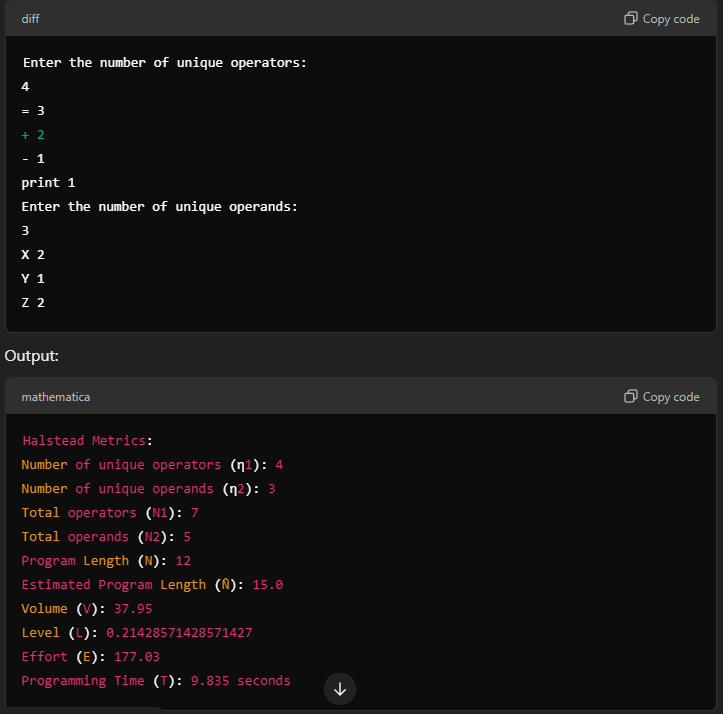 diff
Copy code
Enter the number of unique operators:
4
= 3
+ 2
- 1
print 1
Enter the number of unique operands:
3
X 2
Y 1
Z 2
Output:
mathematica
Copy code
Halstead Metrics:
Number of unique operators (η1): 4
Number of unique operands (η2): 3
Total operators (N1): 7
Total operands (N2): 5
Program Length (N): 12
Estimated Program Length (N̂): 15.0
Volume (V): 37.95
Level (L): 0.21428571428571427
Effort (E): 177.03
Programming Time (T): 9.835 seconds